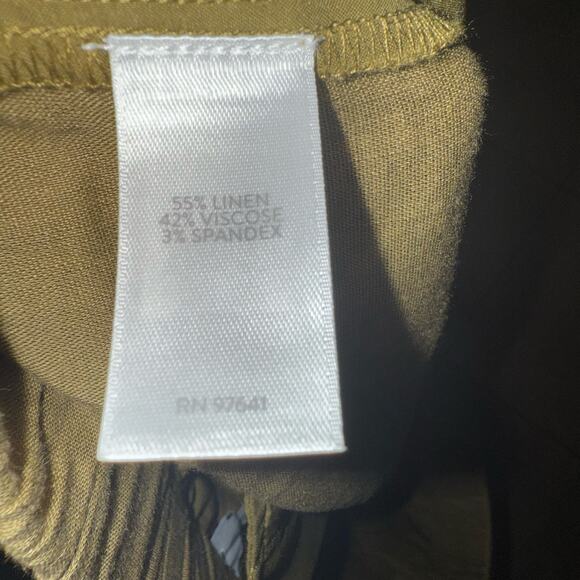 55% LINEN
42% VISCOSE
3% SPANDEX
RN 97641